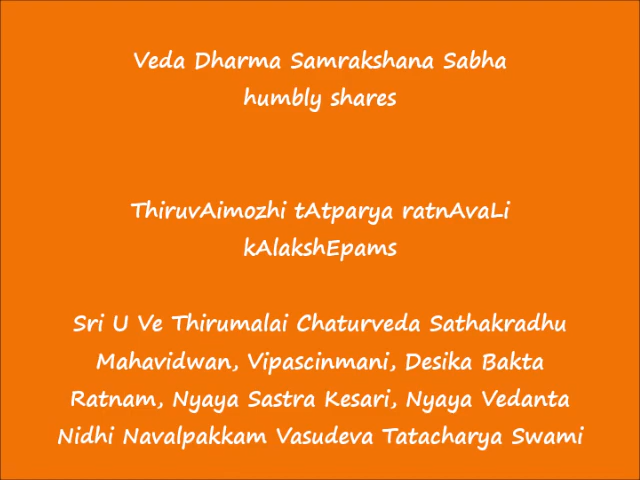 Veda Dharma Samrakshana Sabha
humbly shares
ThiruvAimozhi tAtparya ratnAvaLi
kAlakshEpams
Sri U Ve Thirumalai Chaturveda Sathakradhu
Mahavidwan, Vipascinmani, Desika Bakta
Ratnam, Nyaya Sastra Kesari, Nyaya Vedanta
Nidhi Navalpakkam Vasudeva Tatacharya Swami